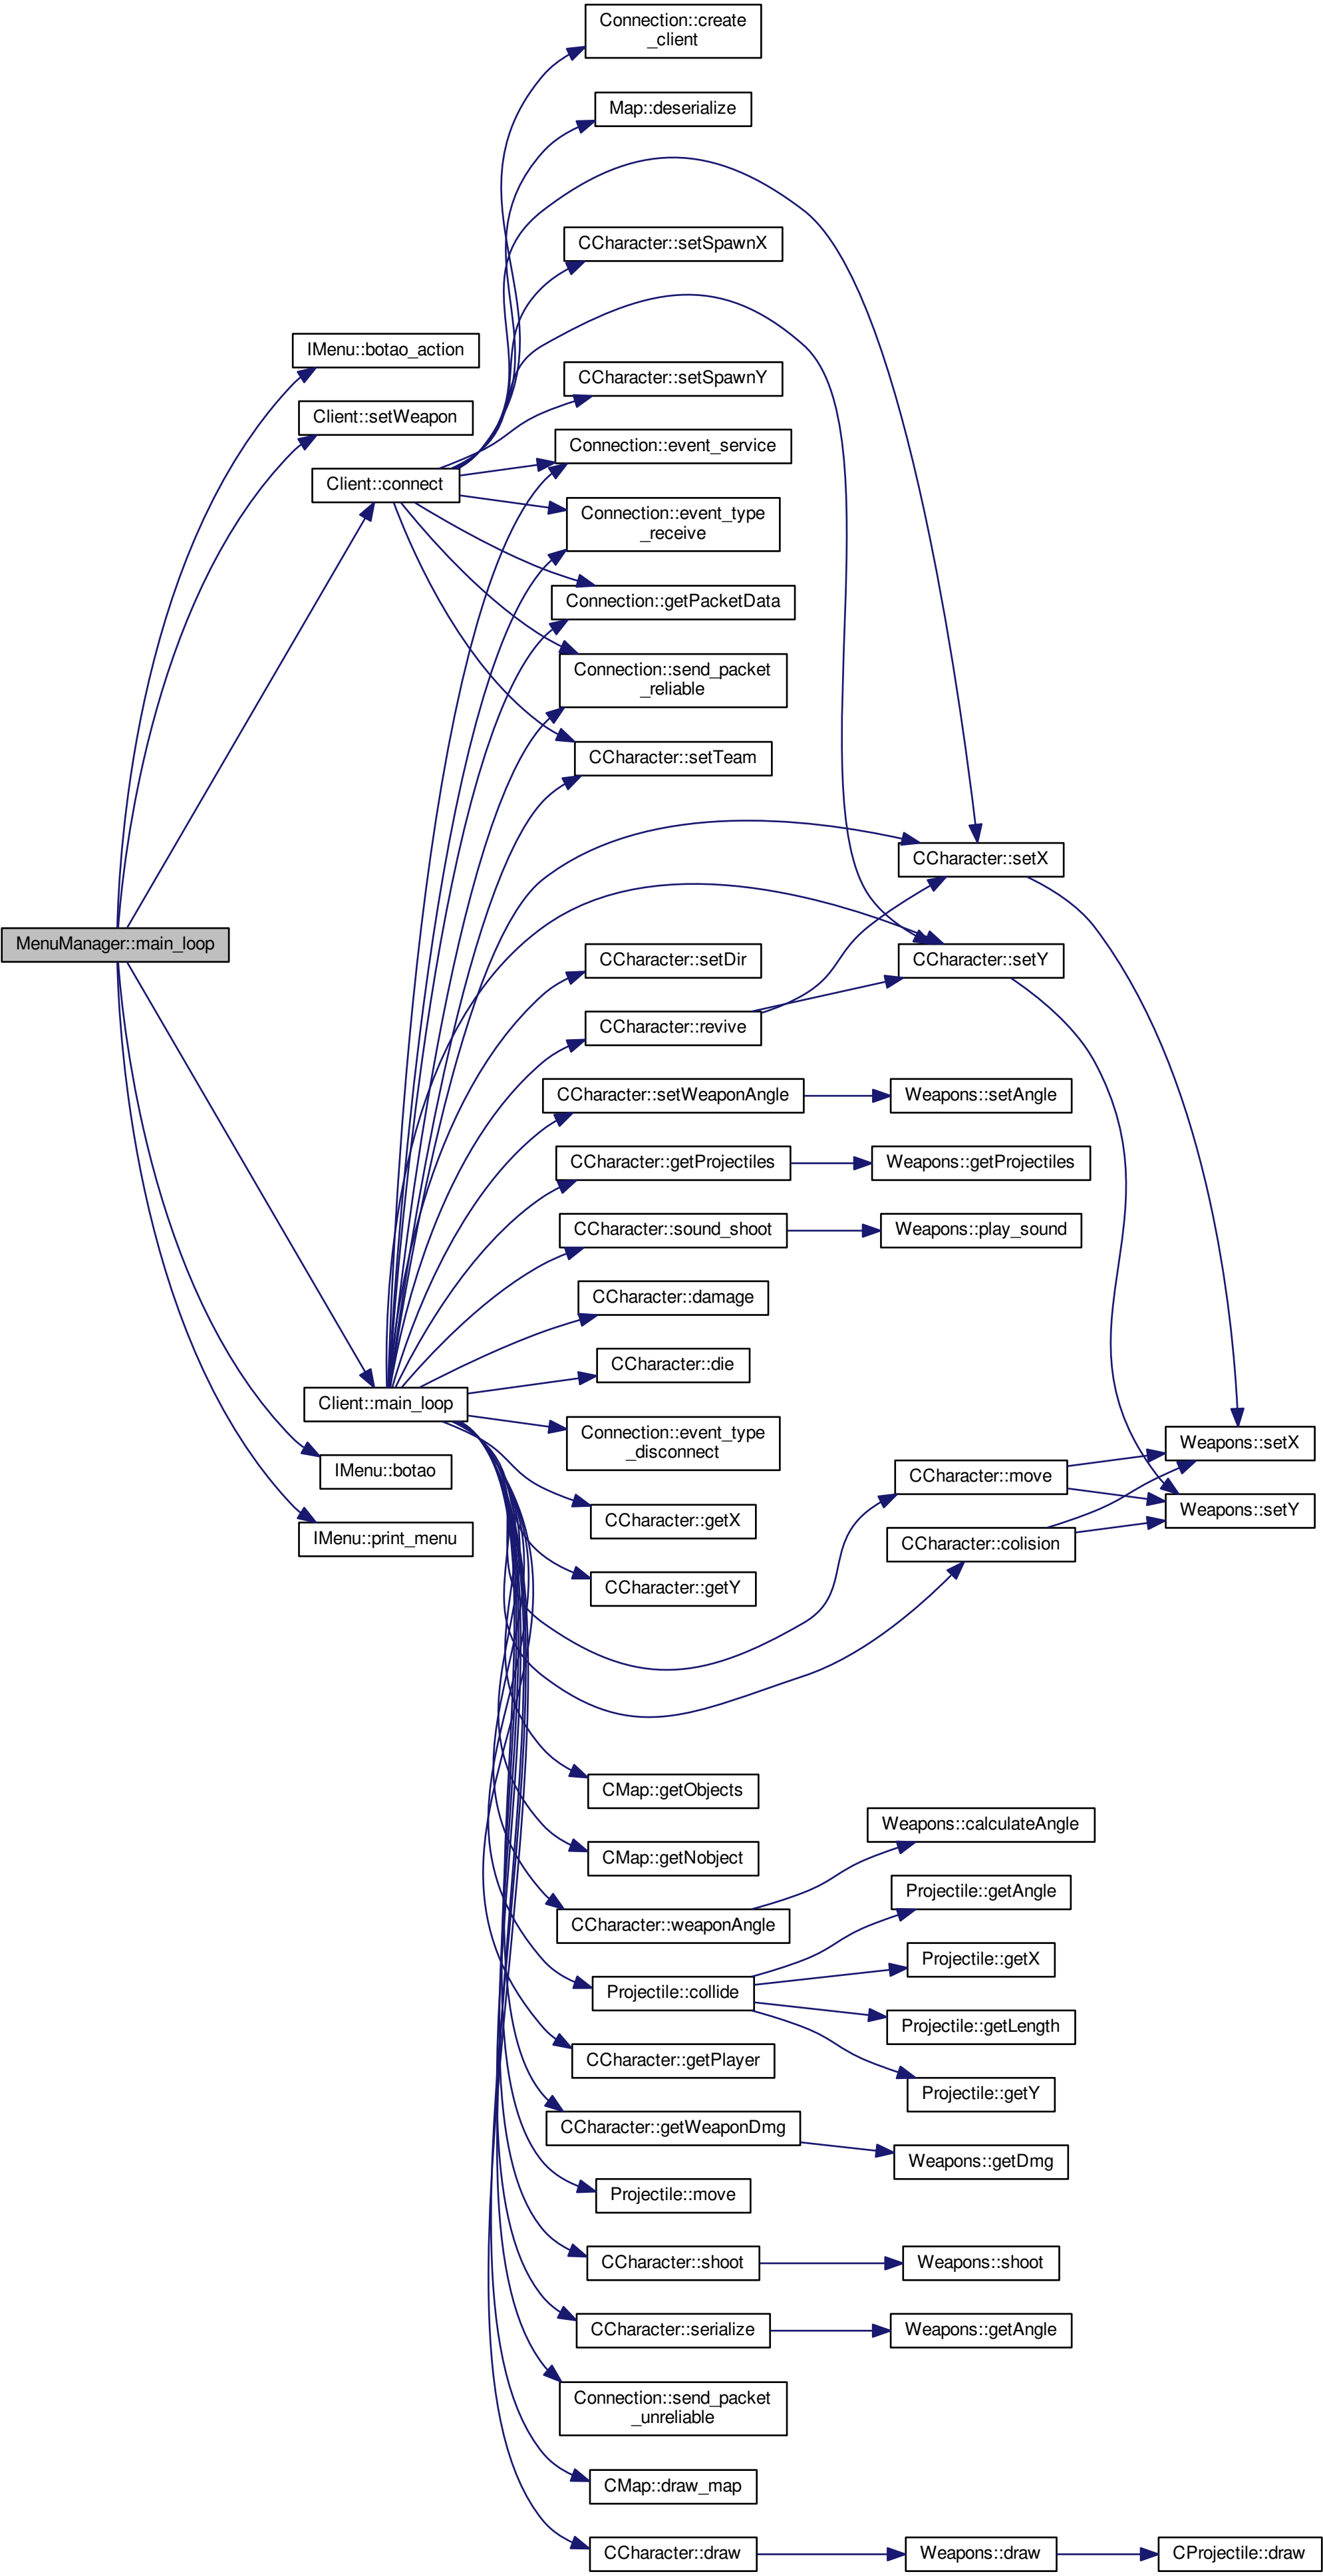 Connection::create
_client
Map::deserialize
CCharacter::setSpawnX
IMenu::botao_action
CCharacter::setSpawnY
Client::setWeapon
Connection::event_service
Client::connect
Connection::event_type
_receive
Connection::getPacketData
Connection::send_packet
_reliable
CCharacter::setTeam
CCharacter::setX
MenuManager::main_loop
CCharacter::setDir
CCharacter::setY
CCharacter::revive
CCharacter::setWeaponAngle
Weapons::setAngle
CCharacter::getProjectiles
Weapons::getProjectiles
CCharacter::sound_shoot
Weapons::play_sound
CCharacter::damage
CCharacter::die
Client::main_loop
Connection::event_type
_disconnect
Weapons::setX
IMenu::botao
CCharacter::move
Weapons::setY
CCharacter::getX
IMenu::print_menu
CCharacter::colision
CCharacter::getY
CMap::getObjects
Weapons::calculateAngle
CMap::getNobject
Projectile::getAngle
CCharacter::weaponAngle
Projectile::getX
Projectile::collide
Projectile::getLength
CCharacter::getPlayer
Projectile::getY
CCharacter::getWeaponDmg
Weapons::getDmg
Projectile::move
CCharacter::shoot
Weapons::shoot
CCharacter::serialize
Weapons::getAngle
Connection::send_packet
_unreliable
CMap::draw_map
CCharacter::draw
Weapons::draw
CProjectile::draw